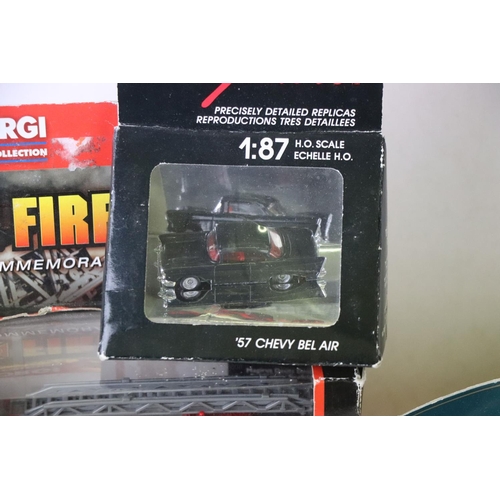 PRECISELY DETAILED REPLICAS
REPRODUCTIONS TRES DETAILLEES
1:87 H.O. SCALE
ECHELLE H.O.
'57 CHEVY BEL AIR
RGI
COLLECTION
FIRE
MMEMORA